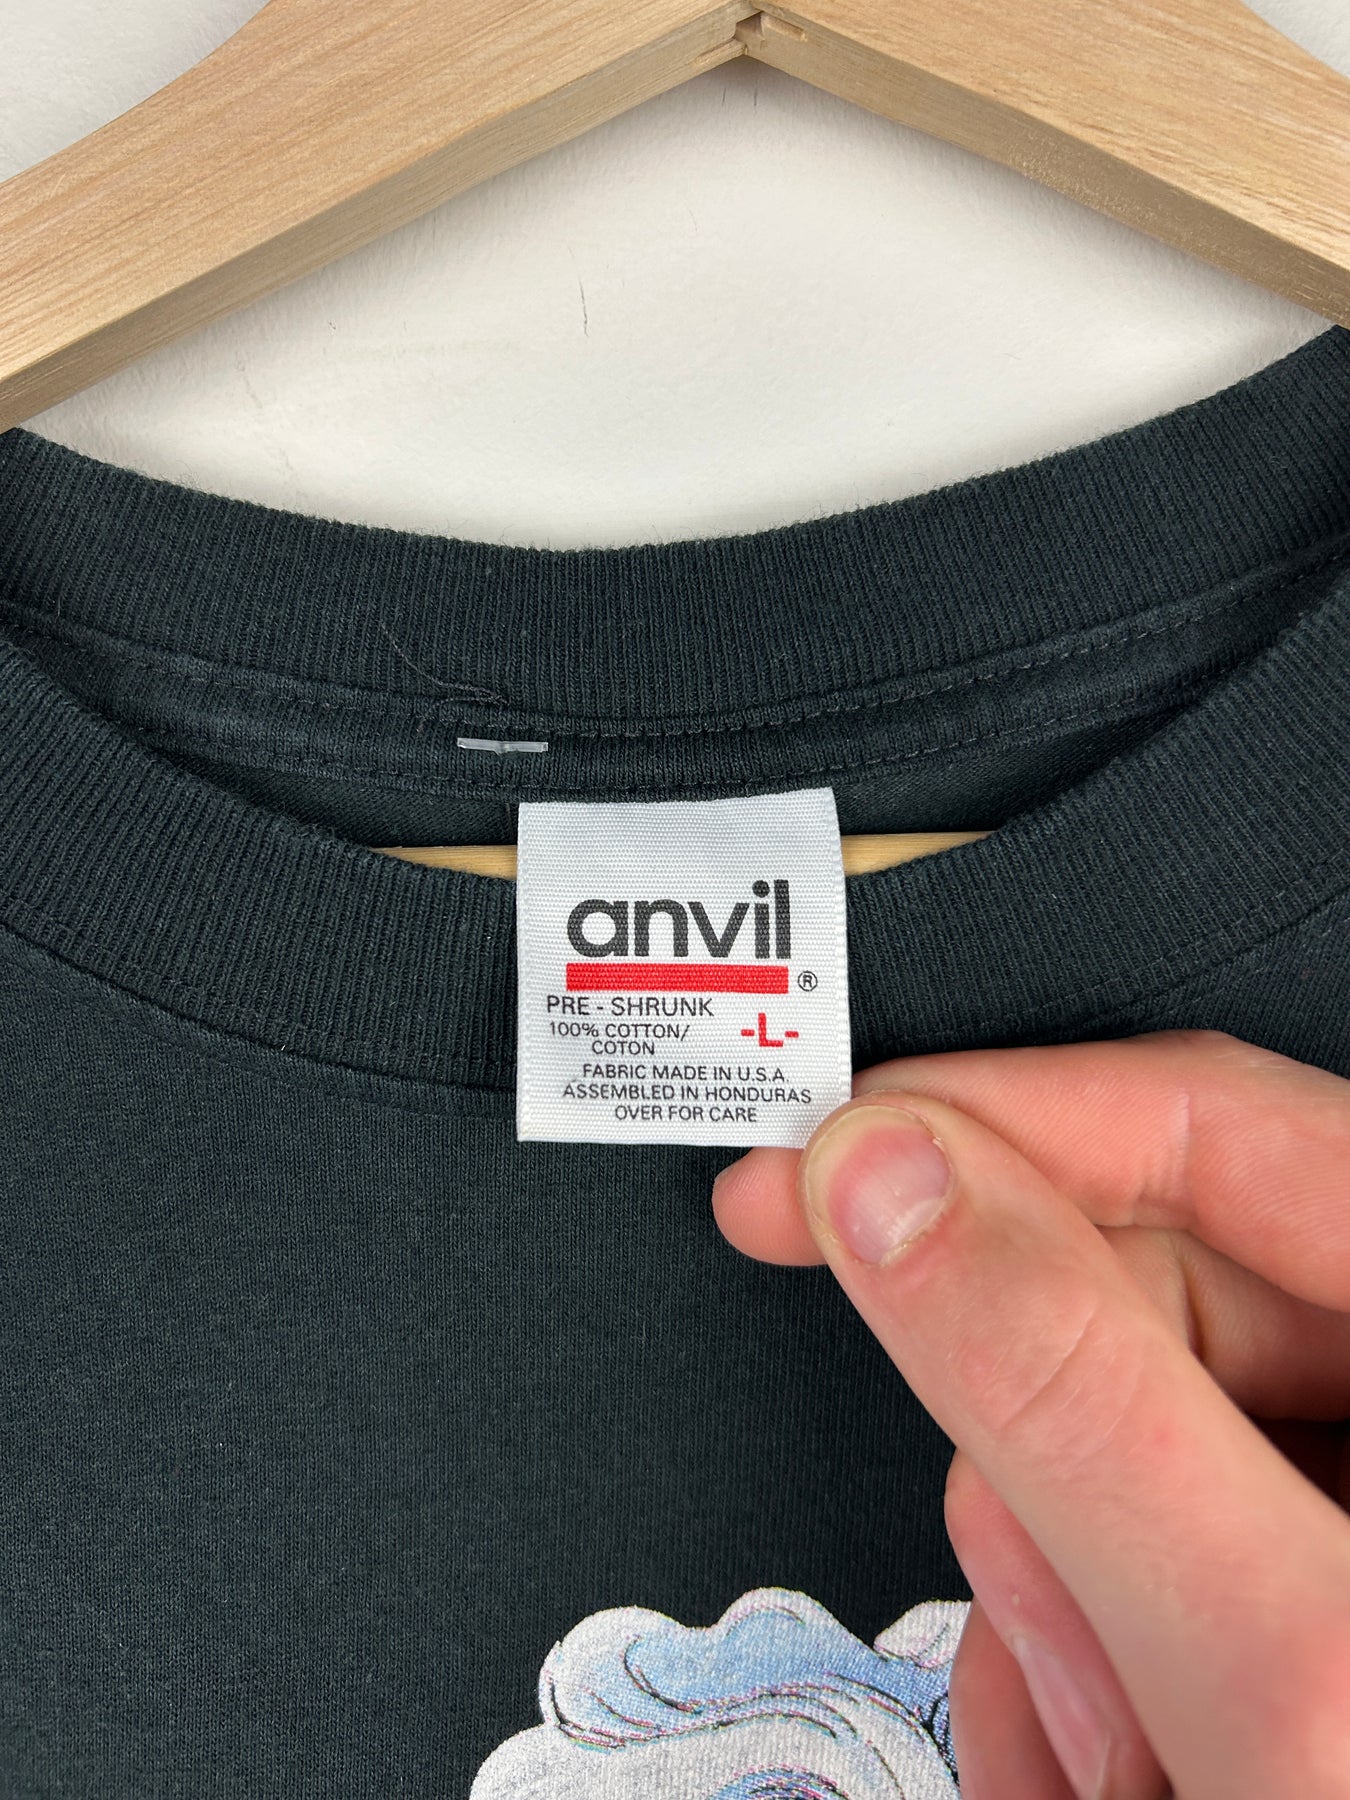 anvil®
PRE - SHRUNK
100% COTTON/
COTON
-L-
FABRIC MADE IN U.S.A.
ASSEMBLED IN HONDURAS
OVER FOR CARE